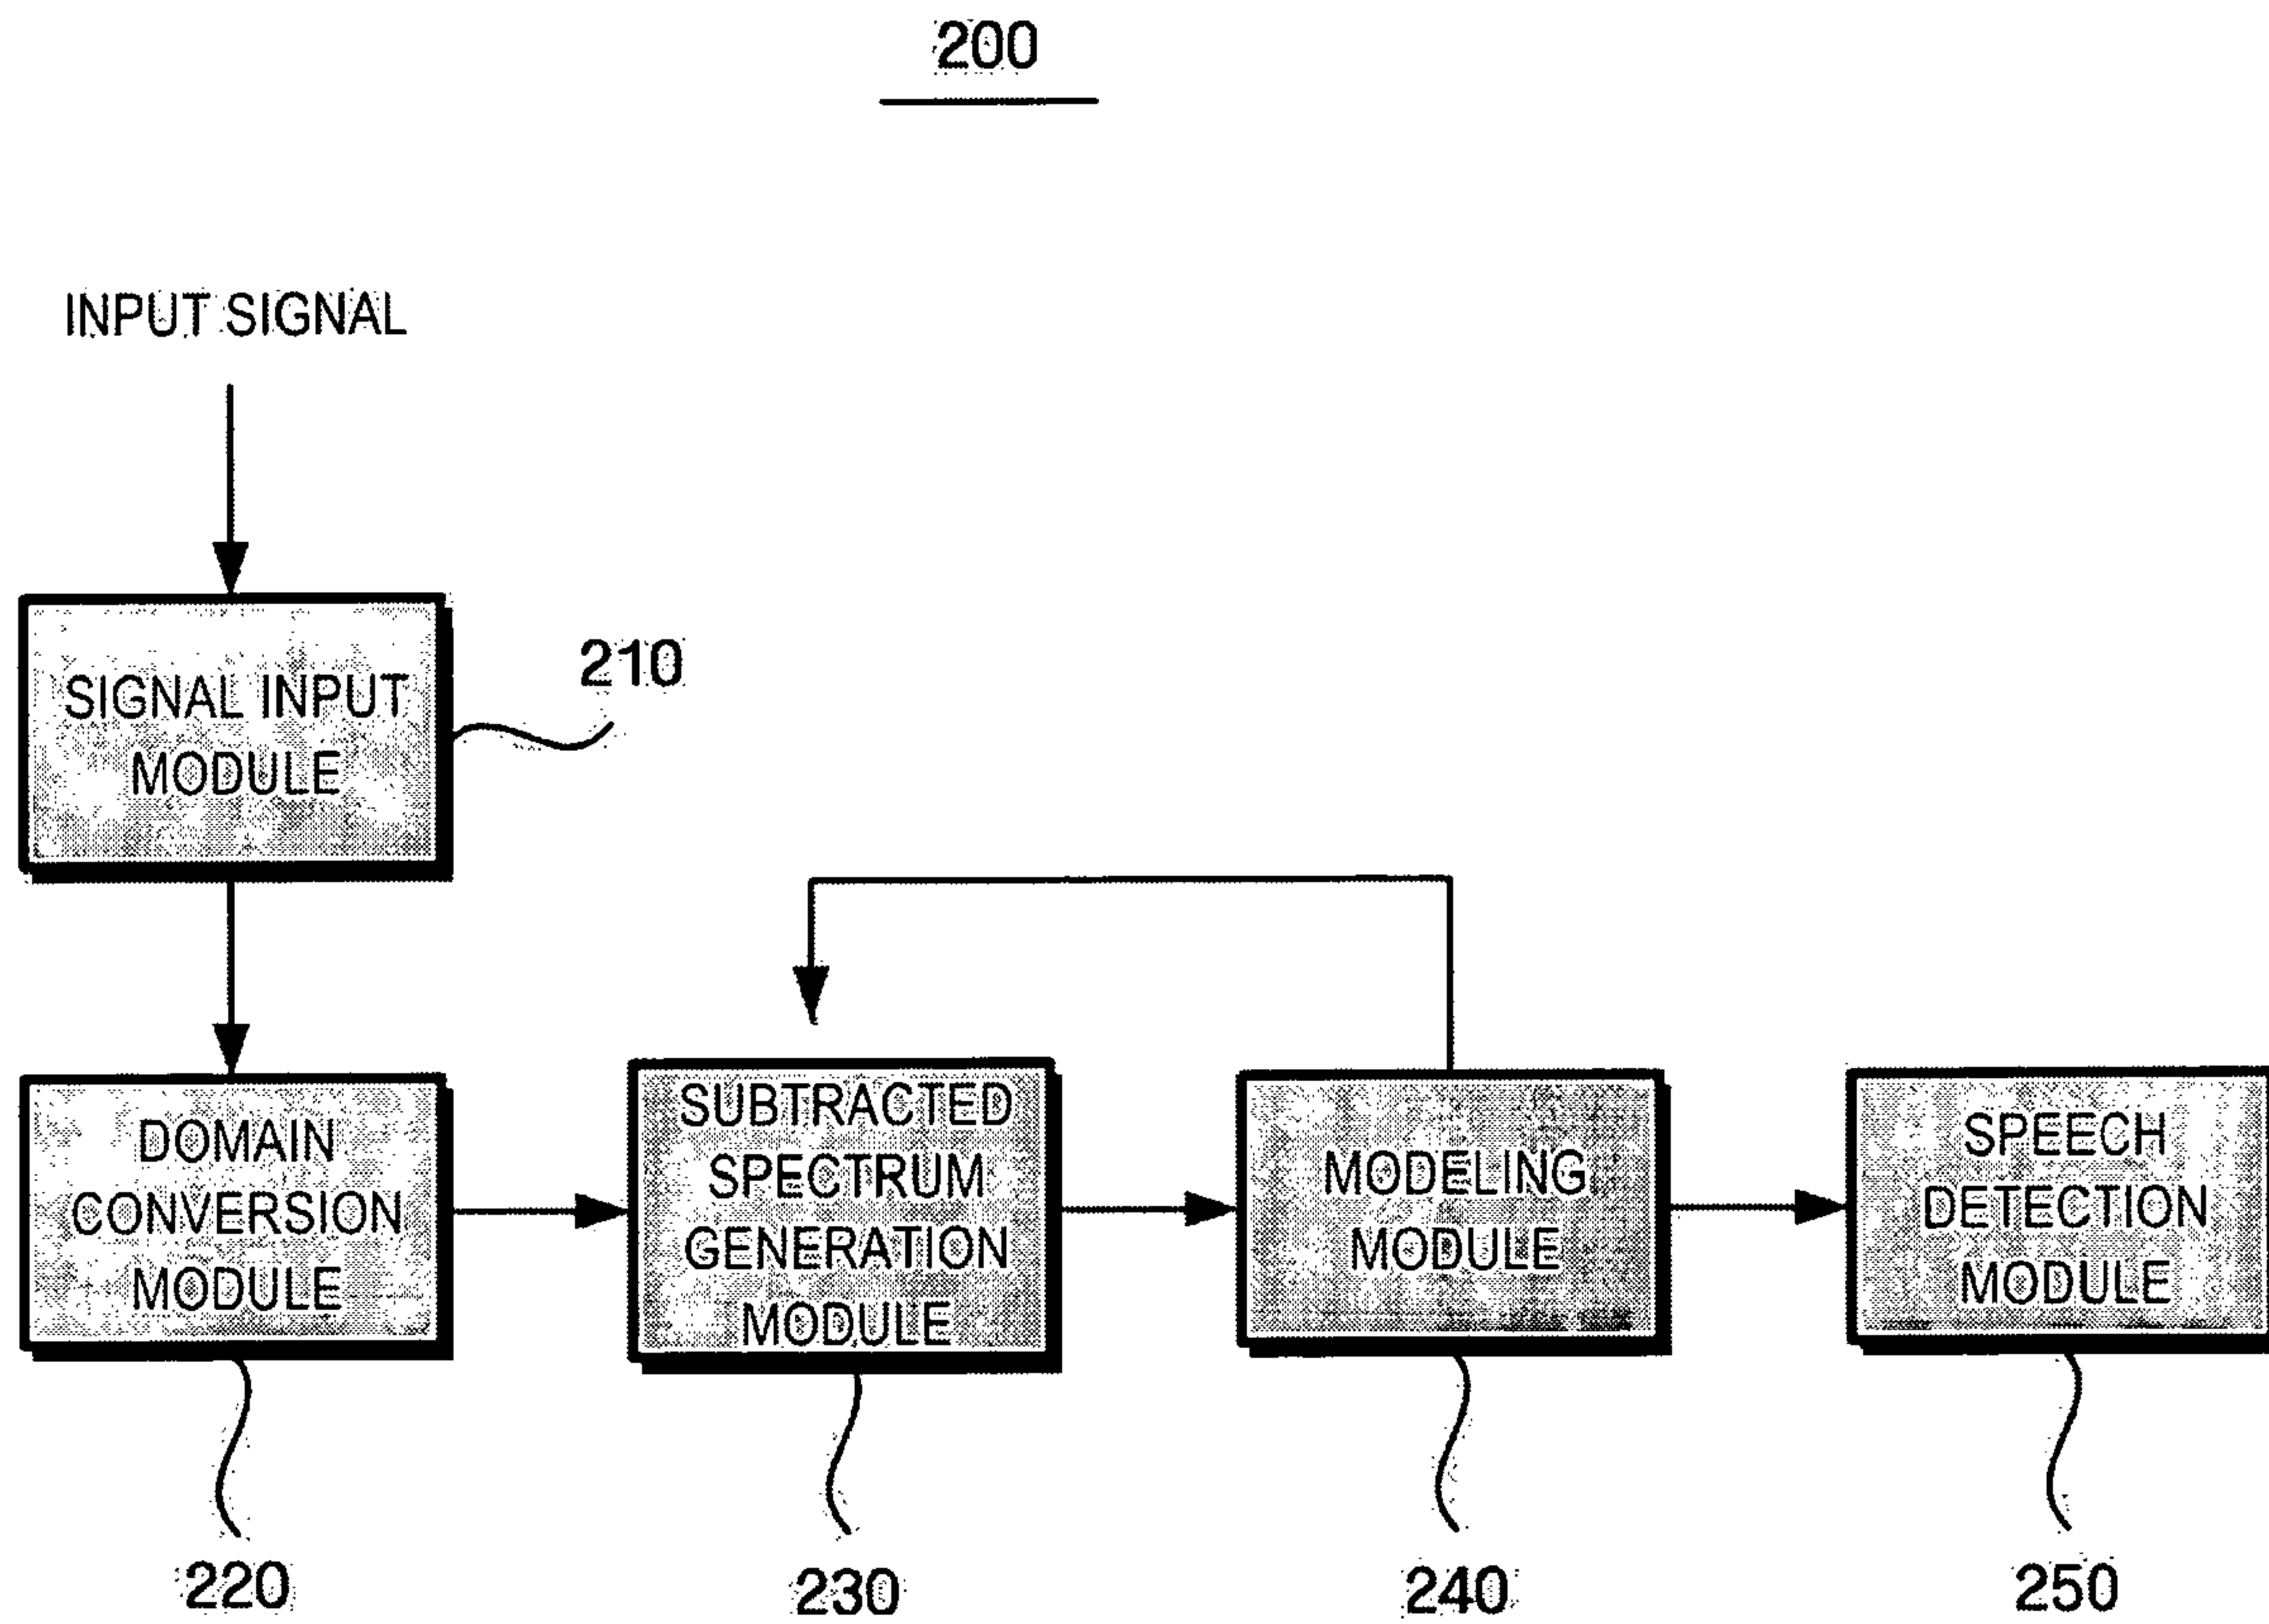 200
INPUT SIGNAL
SIGNAL INPUT
MODULE
210
DOMAIN
CONVERSION
MODULE
SUBTRACTED
SPECTRUM
GENERATION
MODULE
MODELING
MODULE
SPEECH
DETECTION
MODULE
220
230
240
250